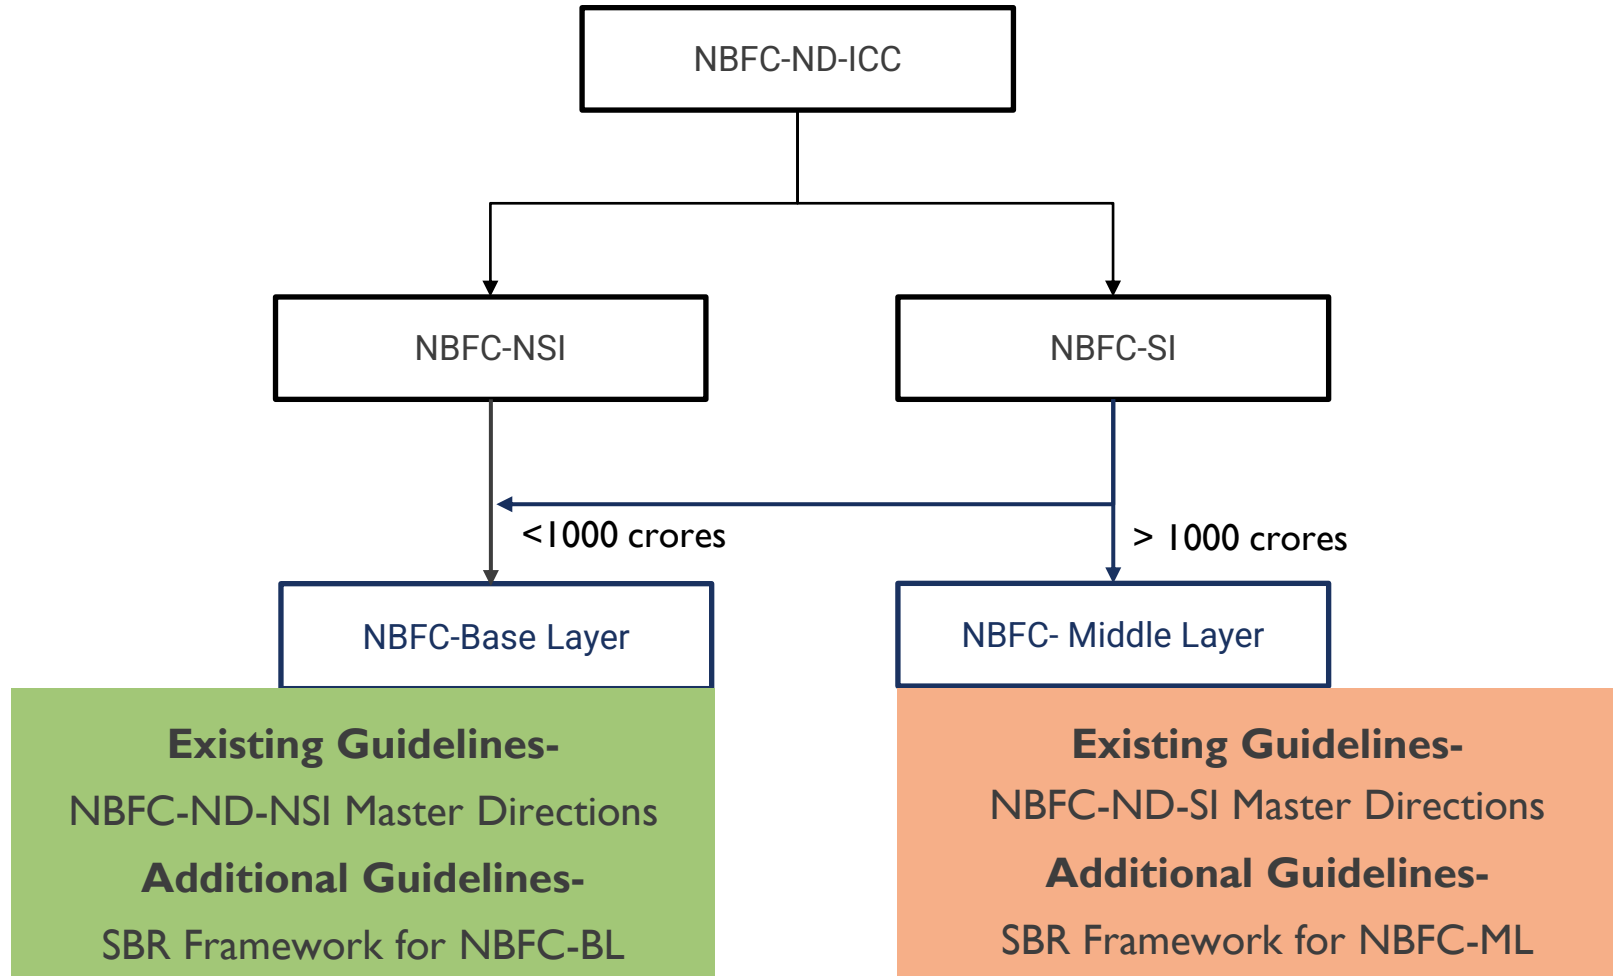 NBFC-ND-ICC
NBFC-NSI
NBFC-SI
<1000 crores
> 1000 crores
NBFC-Base Layer
NBFC- Middle Layer
Existing Guidelines-
NBFC-ND-NSI Master Directions
Additional Guidelines-
SBR Framework for NBFC-BL
Existing Guidelines-
NBFC-ND-SI Master Directions
Additional Guidelines-
SBR Framework for NBFC-ML